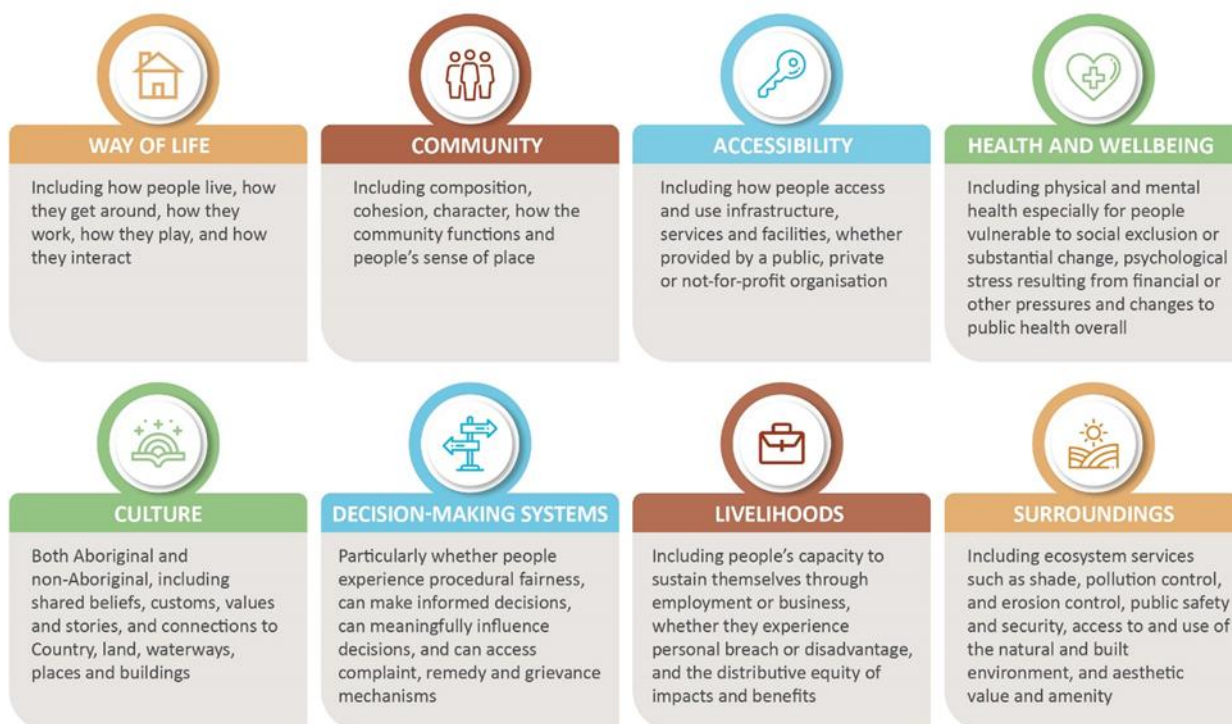 WAY OF LIFE
Including how people live, how
they get around, how they
work, how they play, and how
they interact
COMMUNITY
Including composition,
cohesion, character, how the
community functions and
people's sense of place
ACCESSIBILITY
Including how people access
and use infrastructure,
services and facilities, whether
provided by a public, private
or not-for-profit organisation
HEALTH AND WELLBEING
Including physical and mental
health especially for people
vulnerable to social exclusion or
substantial change, psychological
stress resulting from financial or
other pressures and changes to
public health overall
CULTURE
Both Aboriginal and
non-Aboriginal, including
shared beliefs, customs, values
and stories, and connections to
Country, land, waterways,
places and buildings
DECISION-MAKING SYSTEMS
Particularly whether people
experience procedural fairness,
can make informed decisions,
can meaningfully influence
decisions, and can access
complaint, remedy and grievance
mechanisms
LIVELIHOODS
Including people's capacity to
sustain themselves through
employment or business,
whether they experience
personal breach or disadvantage,
and the distributive equity of
impacts and benefits
SURROUNDINGS
Including ecosystem services
such as shade, pollution control,
and erosion control, public safety
and security, access to and use of
the natural and built
environment, and aesthetic
value and amenity